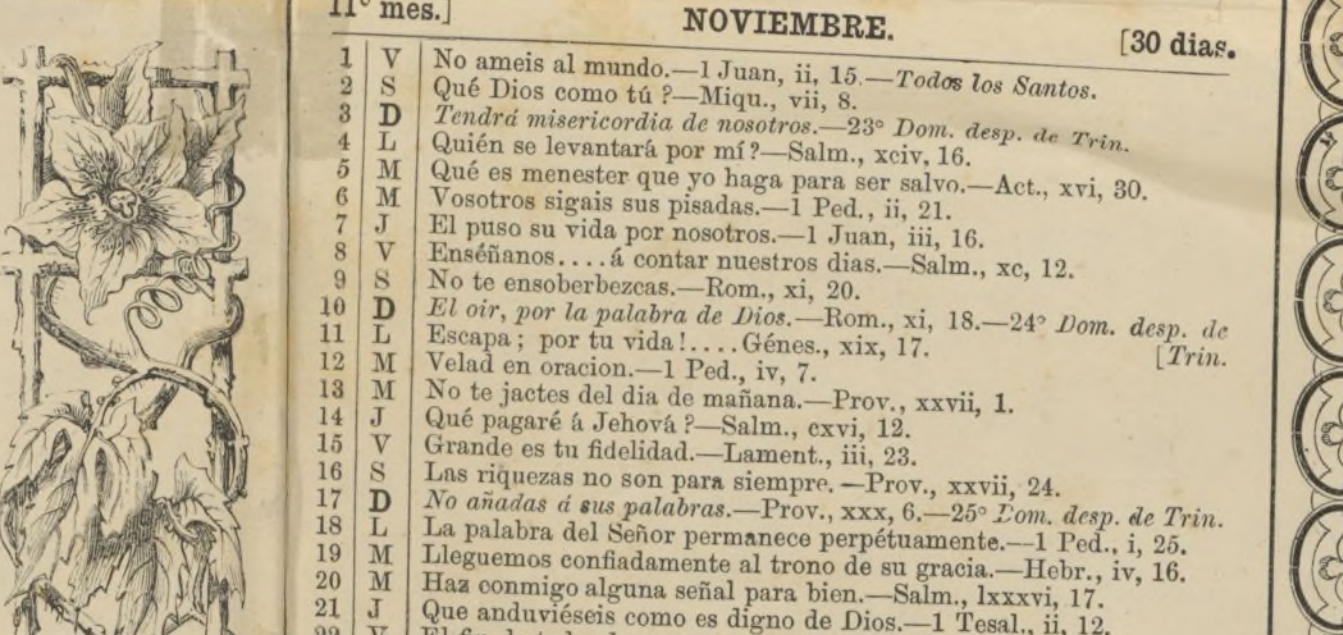 11° mes.] NOVIEMBRE. [30 dias.
1 V No ameis al mundo.—1 Juan, ii, 15.—Todos los Santos.
2 S Qué Dios como tú ?—Miqu., vii, 8.
3 D Tendrá misericordia de nosotros.—23° Dom. desp. de Trin.
4 L Quién se levantará por mí?—Salm., xciv, 16.
5 M Qué es menester que yo haga para ser salvo.—Act., xvi, 30.
6 M Vosotros sigais sus pisadas.—1 Ped., ii, 21.
7 J El puso su vida por nosotros.—1 Juan, iii, 16.
8 V Enséñanos....á contar nuestros dias.—Salm., xc, 12.
9 S No te ensoberbezcas.—Rom., xi, 20.
10 D El oir, por la palabra de Dios.—Rom., xi, 18.—24° Dom. desp. de
11 L Escapa; por tu vida!....Génes., xix, 17. [Trin.
12 M Velad en oracion.—1 Ped., iv, 7.
13 M No te jactes del dia de mañana.—Prov., xxvii, 1.
14 J Qué pagaré á Jehová ?—Salm., cxvi, 12.
15 V Grande es tu fidelidad.—Lament., iii, 23.
16 S Las riquezas no son para siempre.—Prov., xxvii, 24.
17 D No añadas á sus palabras.—Prov., xxx, 6.—25° Dom. desp. de Trin.
18 L La palabra del Señor permanece perpétuamente.—1 Ped., i, 25.
19 M Lleguemos confiadamente al trono de su gracia.—Hebr., iv, 16.
20 M Haz conmigo alguna señal para bien.—Salm., lxxxvi, 17.
21 J Que anduviéseis como es digno de Dios.—1 Tesal., ii, 12.
22 V El fin